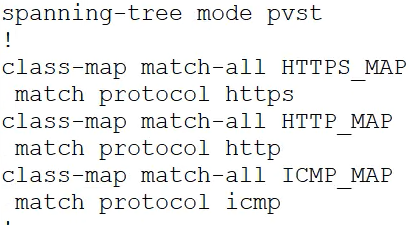 spanning-tree mode pvst
!
class-map match-all HTTPS_MAP
 match protocol https
class-map match-all HTTP_MAP
 match protocol http
class-map match-all ICMP_MAP
 match protocol icmp